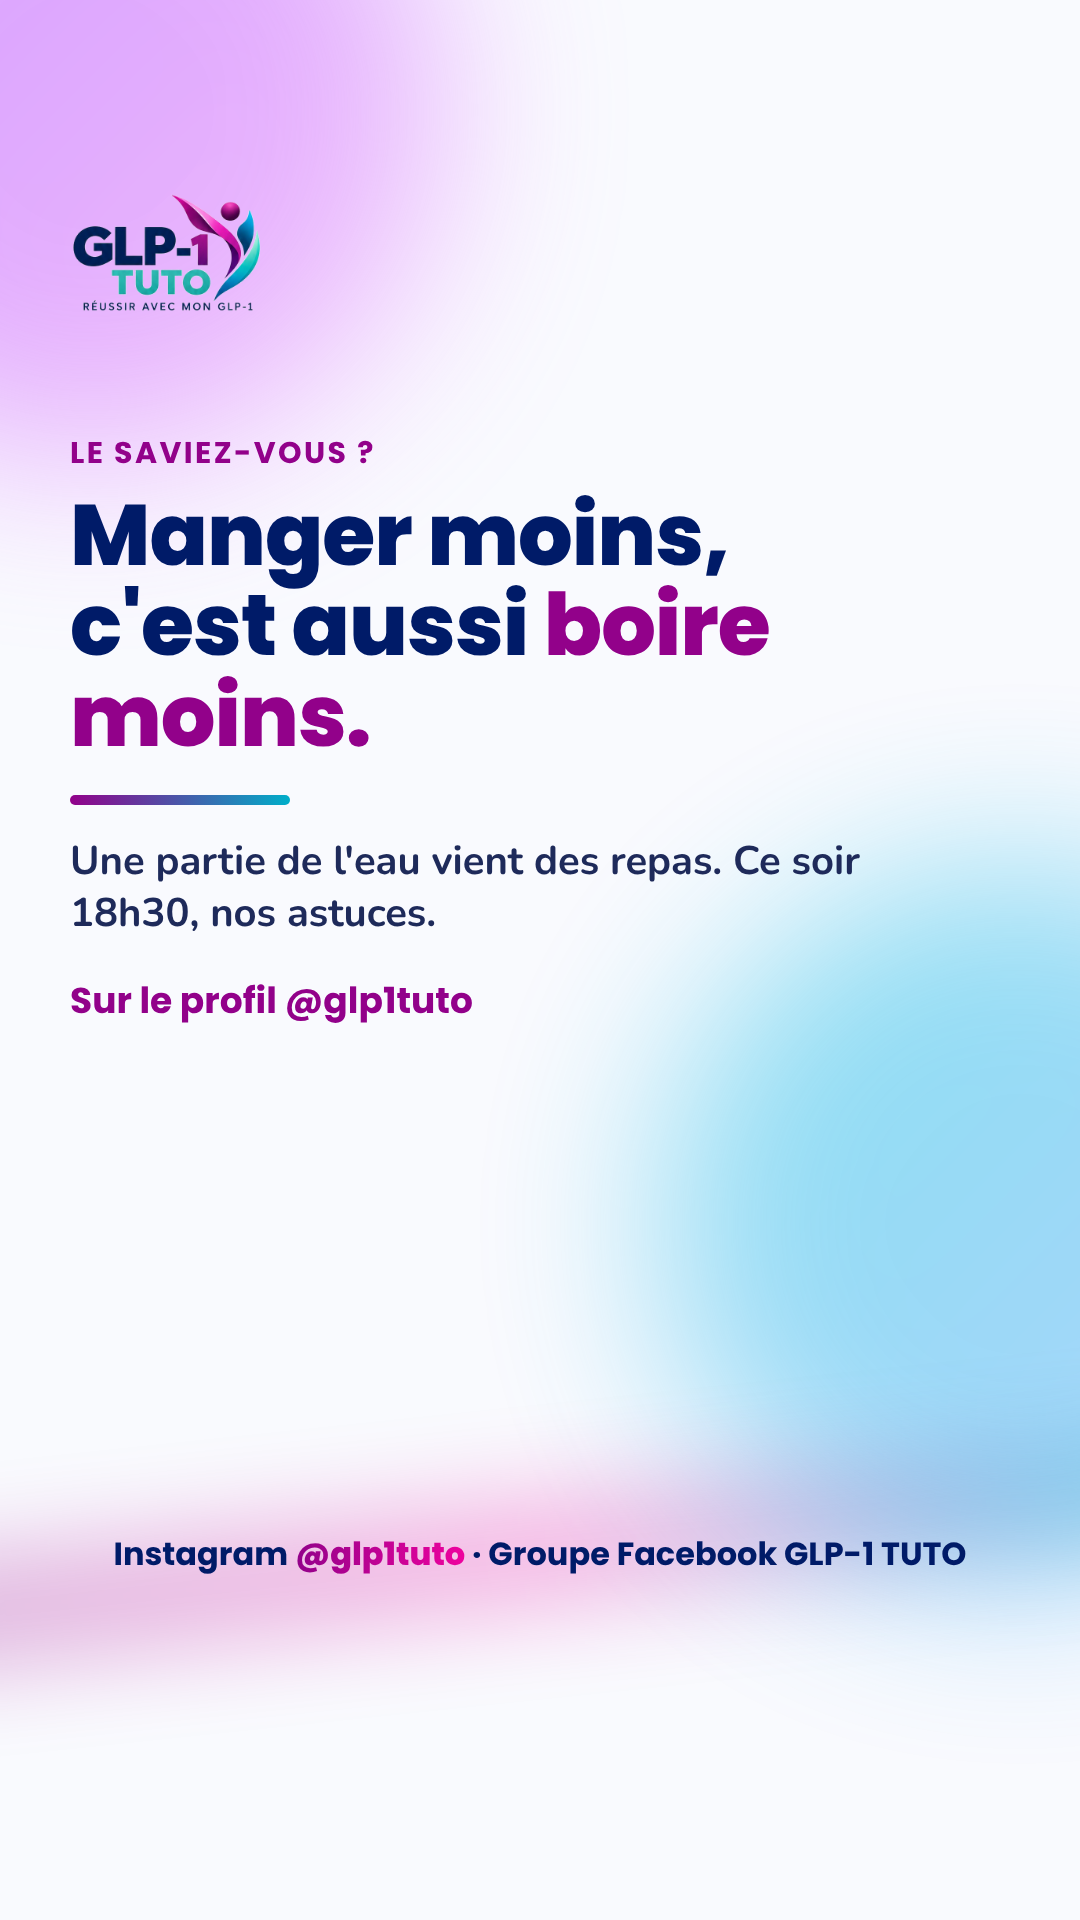 GLP-1
TUTO
RÉUSSIR AVEC MON GLP-1
LE SAVIEZ-VOUS ?
Manger moins,
c'est aussi boire
moins.
Une partie de l'eau vient des repas. Ce soir
18h30, nos astuces.
Sur le profil @glp1tuto
Instagram @glp1tuto · Groupe Facebook GLP-1 TUTO